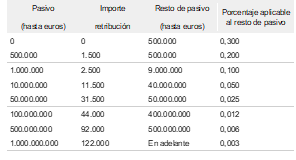 Pasivo Importe Resto de pasivo Porcentaje aplicable
(hasta euros) retribución (hasta euros) al resto de pasivo
0 0 500.000 0,300
500.000 1.500 500.000 0,200
1.000.000 2.500 9.000.000 0,100
10.000.000 11.500 40.000.000 0,050
50.000.000 31.500 50.000.000 0,025
100.000.000 44.000 400.000.000 0,012
500.000.000 92.000 500.000.000 0,006
1.000.000.000 122.000 En adelante 0,003